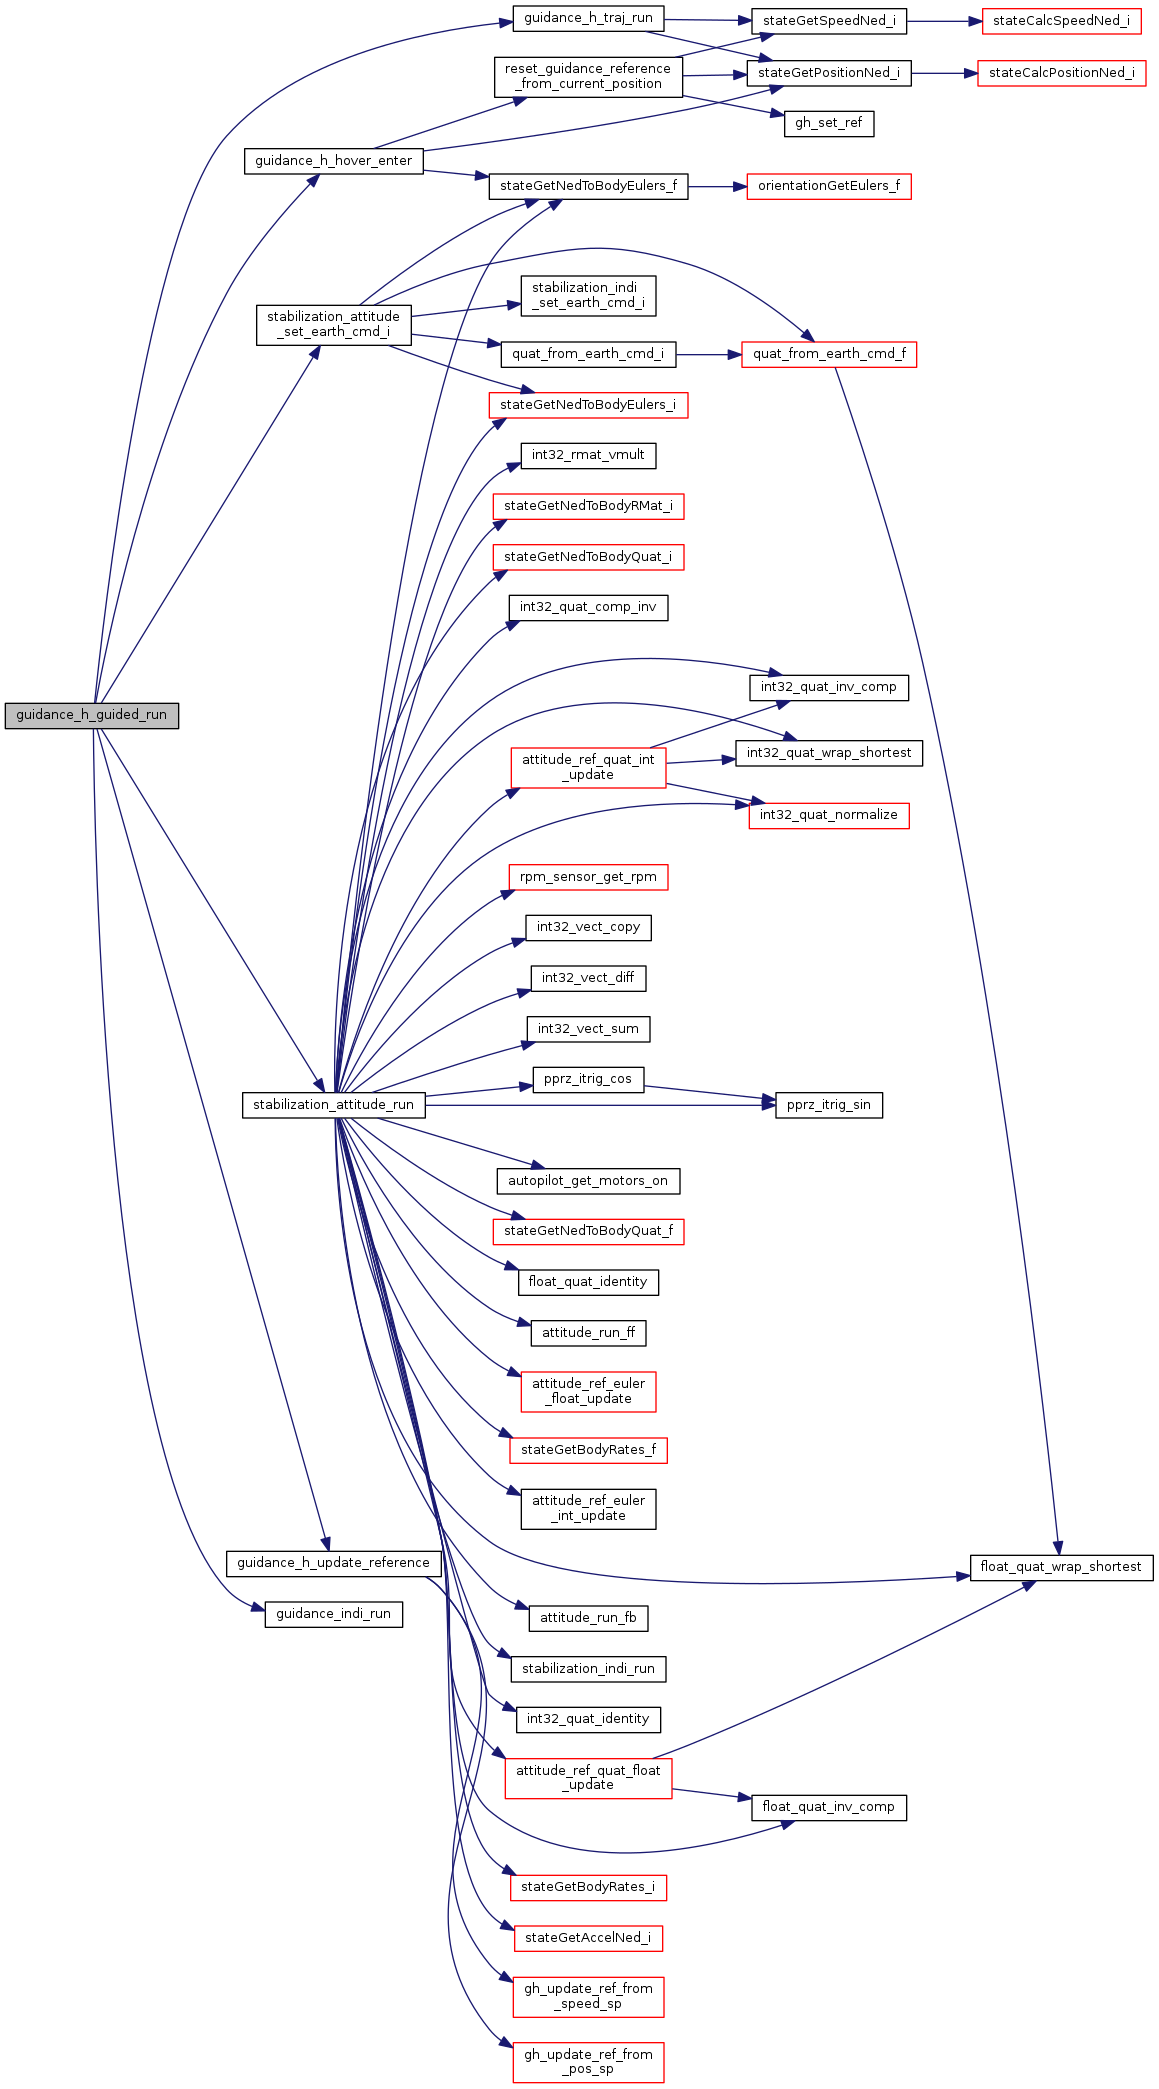 guidance_h_traj_run
stateGetSpeedNed_i
stateCalcSpeedNed_i
reset_guidance_reference
_from_current_position
stateGetPositionNed_i
stateCalcPositionNed_i
gh_set_ref
guidance_h_hover_enter
stateGetNedToBodyEulers_f
orientationGetEulers_f
stabilization_indi
_set_earth_cmd_i
stabilization_attitude
_set_earth_cmd_i
quat_from_earth_cmd_i
quat_from_earth_cmd_f
stateGetNedToBodyEulers_i
int32_rmat_vmult
stateGetNedToBodyRMat_i
stateGetNedToBodyQuat_i
int32_quat_comp_inv
int32_quat_inv_comp
guidance_h_guided_run
int32_quat_wrap_shortest
attitude_ref_quat_int
_update
int32_quat_normalize
rpm_sensor_get_rpm
int32_vect_copy
int32_vect_diff
int32_vect_sum
pprz_itrig_cos
stabilization_attitude_run
pprz_itrig_sin
autopilot_get_motors_on
stateGetNedToBodyQuat_f
float_quat_identity
attitude_run_ff
attitude_ref_euler
_float_update
stateGetBodyRates_f
attitude_ref_euler
_int_update
guidance_h_update_reference
float_quat_wrap_shortest
guidance_indi_run
attitude_run_fb
stabilization_indi_run
int32_quat_identity
attitude_ref_quat_float
_update
float_quat_inv_comp
stateGetBodyRates_i
stateGetAccelNed_i
gh_update_ref_from
_speed_sp
gh_update_ref_from
_pos_sp